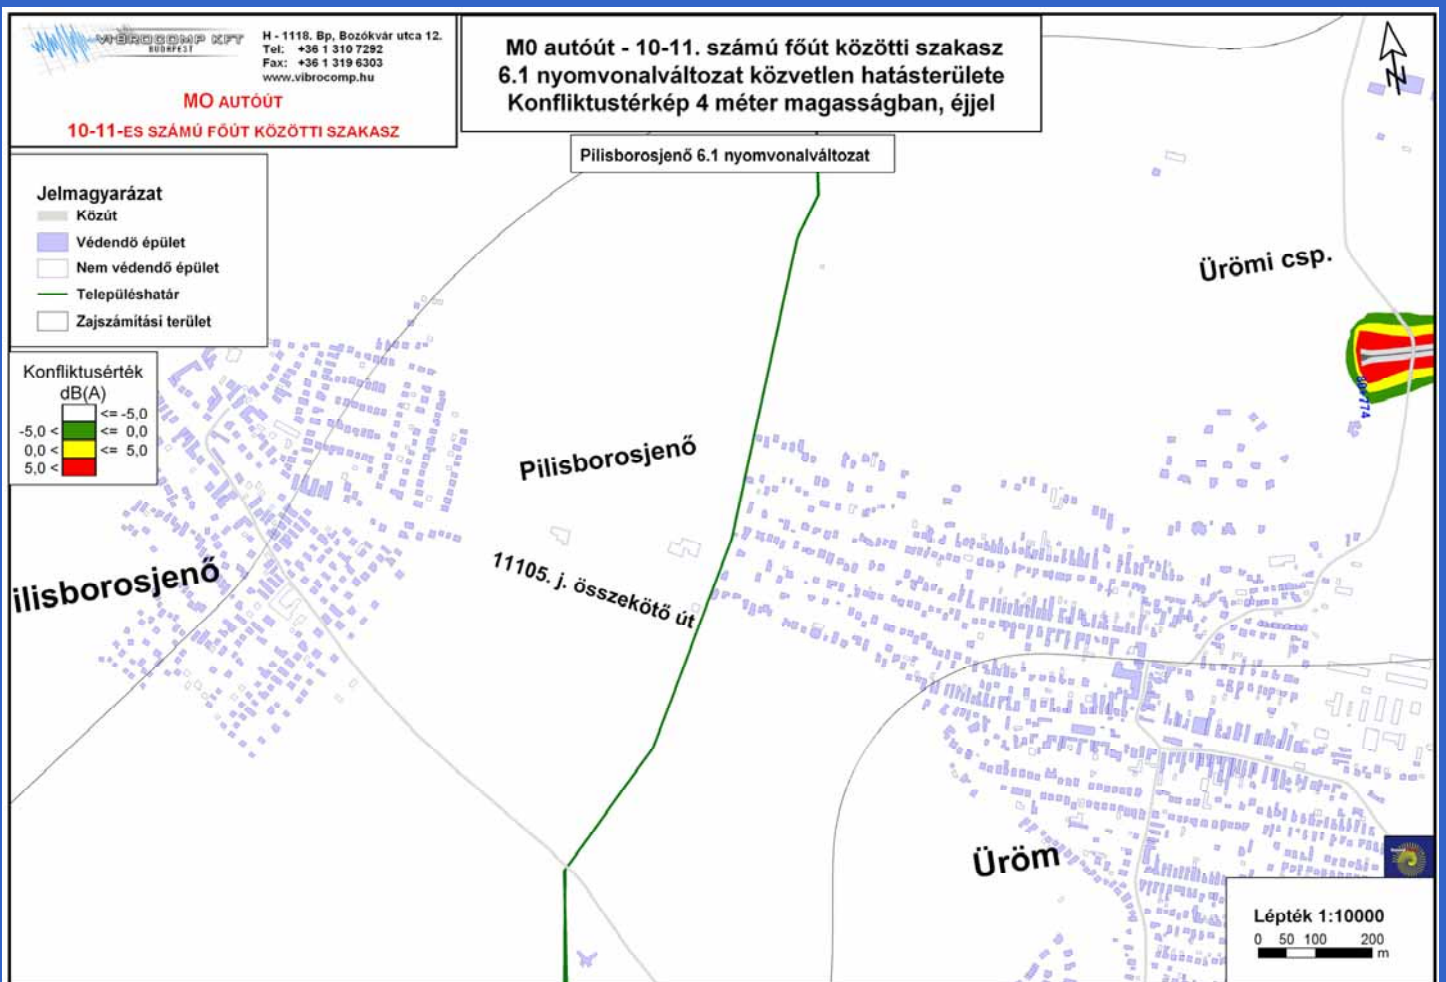 VIBROCOMP KFT
BUDAPEST
H - 1118. Bp, Bozókvár utca 12.
Tel: +36 1 310 7292
Fax: +36 1 319 6303
www.vibrocomp.hu
MO AUTÓÚT
10-11-ES SZÁMÚ FŐÚT KÖZÖTTI SZAKASZ
M0 autóút - 10-11. számú főút közötti szakasz
6.1 nyomvonalváltozat közvetlen hatásterülete
Konfliktustérkép 4 méter magasságban, éjjel
Pilisborosjenő 6.1 nyomvonalváltozat
N
Jelmagyarázat
Közút
Védendő épület
Nem védendő épület
Településhatár
Zajszámítási terület
Konfliktusérték
dB(A)
<= -5,0
-5,0 < <= 0,0
0,0 < <= 5,0
5,0 <
Ürömi csp.
Pilisborosjenő
11105. j. összekötő út
ilisborosjenő
Üröm
Lépték 1:10000
0 50 100 200
m